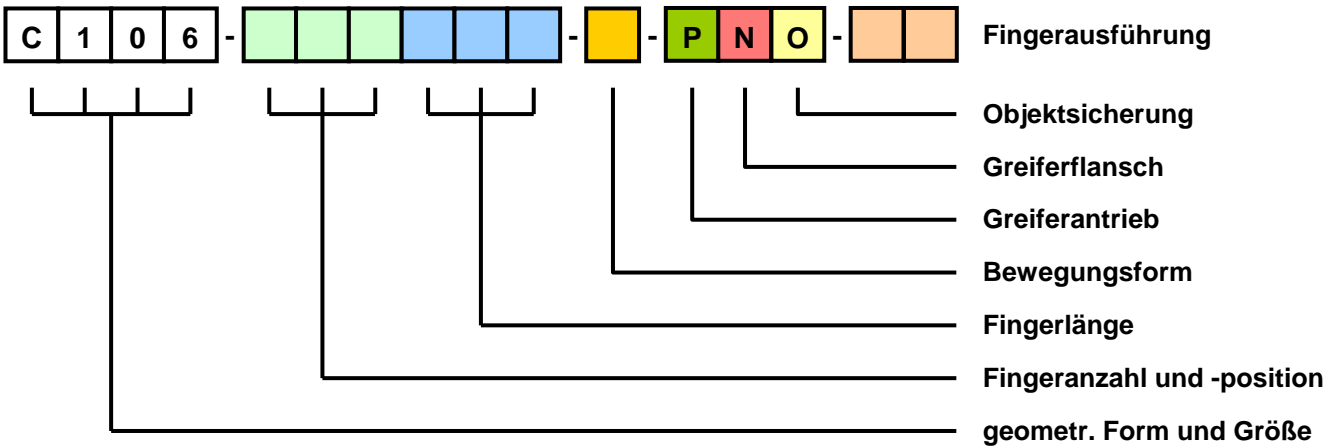 C 1 0 6 - - - P N O - Fingerausführung
Objektsicherung
Greiferflansch
Greiferantrieb
Bewegungsform
Fingerlänge
Fingeranzahl und -position
geometr. Form und Größe